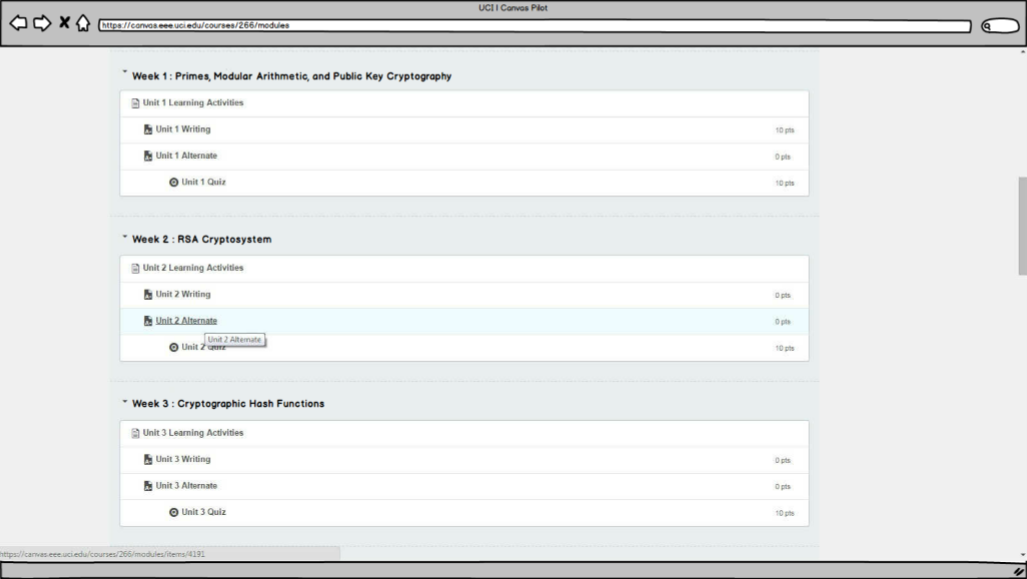 UCI | Canvas Pilot
https://canvas.eee.uci.edu/courses/266/modules
Week 1 : Primes, Modular Arithmetic, and Public Key Cryptography
Unit 1 Learning Activities
Unit 1 Writing 10 pts
Unit 1 Alternate 0 pts
Unit 1 Quiz 10 pts
Week 2 : RSA Cryptosystem
Unit 2 Learning Activities
Unit 2 Writing 0 pts
Unit 2 Alternate 0 pts
Unit 2 Alternate
Unit 2 Quiz 10 pts
Week 3 : Cryptographic Hash Functions
Unit 3 Learning Activities
Unit 3 Writing 0 pts
Unit 3 Alternate 0 pts
Unit 3 Quiz 10 pts
https://canvas.eee.uci.edu/courses/266/modules/items/4191